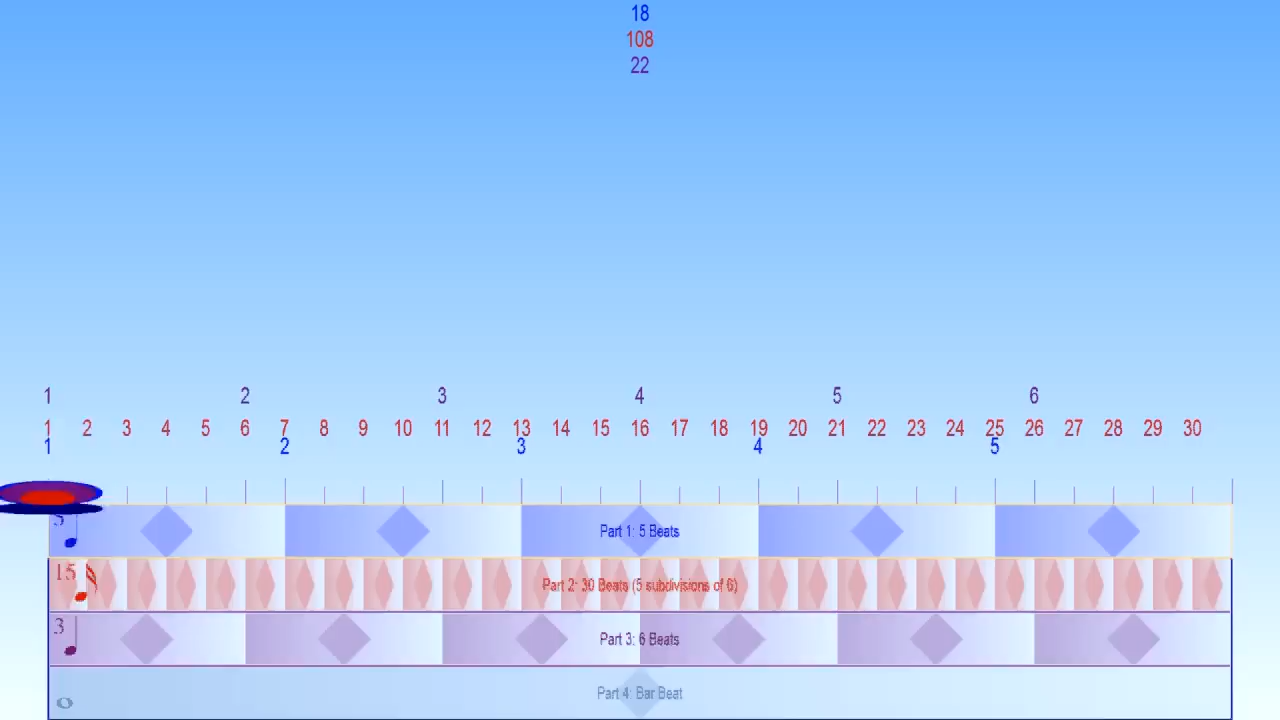 18
108
22
1 2 3 4 5 6
1 2 3 4 5 6 7 8 9 10 11 12 13 14 15 16 17 18 19 20 21 22 23 24 25 26 27 28 29 30
1 2 3 4 5
5 Part 1: 5 Beats
15 Part 2: 30 Beats (5 subdivisions of 6)
3 Part 3: 6 Beats
Part 4: Bar Beat